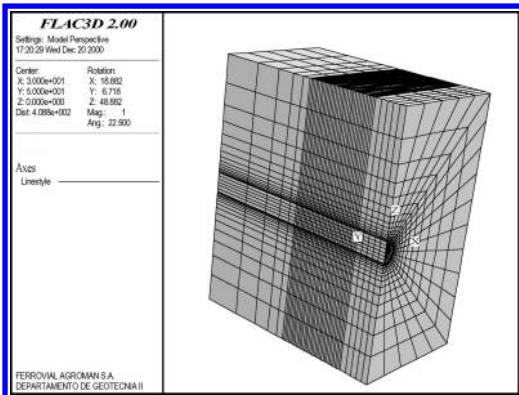 FLAC3D 2.00
Settings: Model Perspective
17:20:29 Wed Dec 20 2000
Center: Rotation:
X: 3.000e+001 X: 18.882
Y: 5.000e+001 Y: 6.718
Z: 0.000e+000 Z: 48.882
Dist: 4.088e+002 Mag.: 1
Ang.: 22.500
Axes
Linestyle
Z
Y
X
FERROVIAL AGROMAN S.A.
DEPARTAMENTO DE GEOTECNIA II